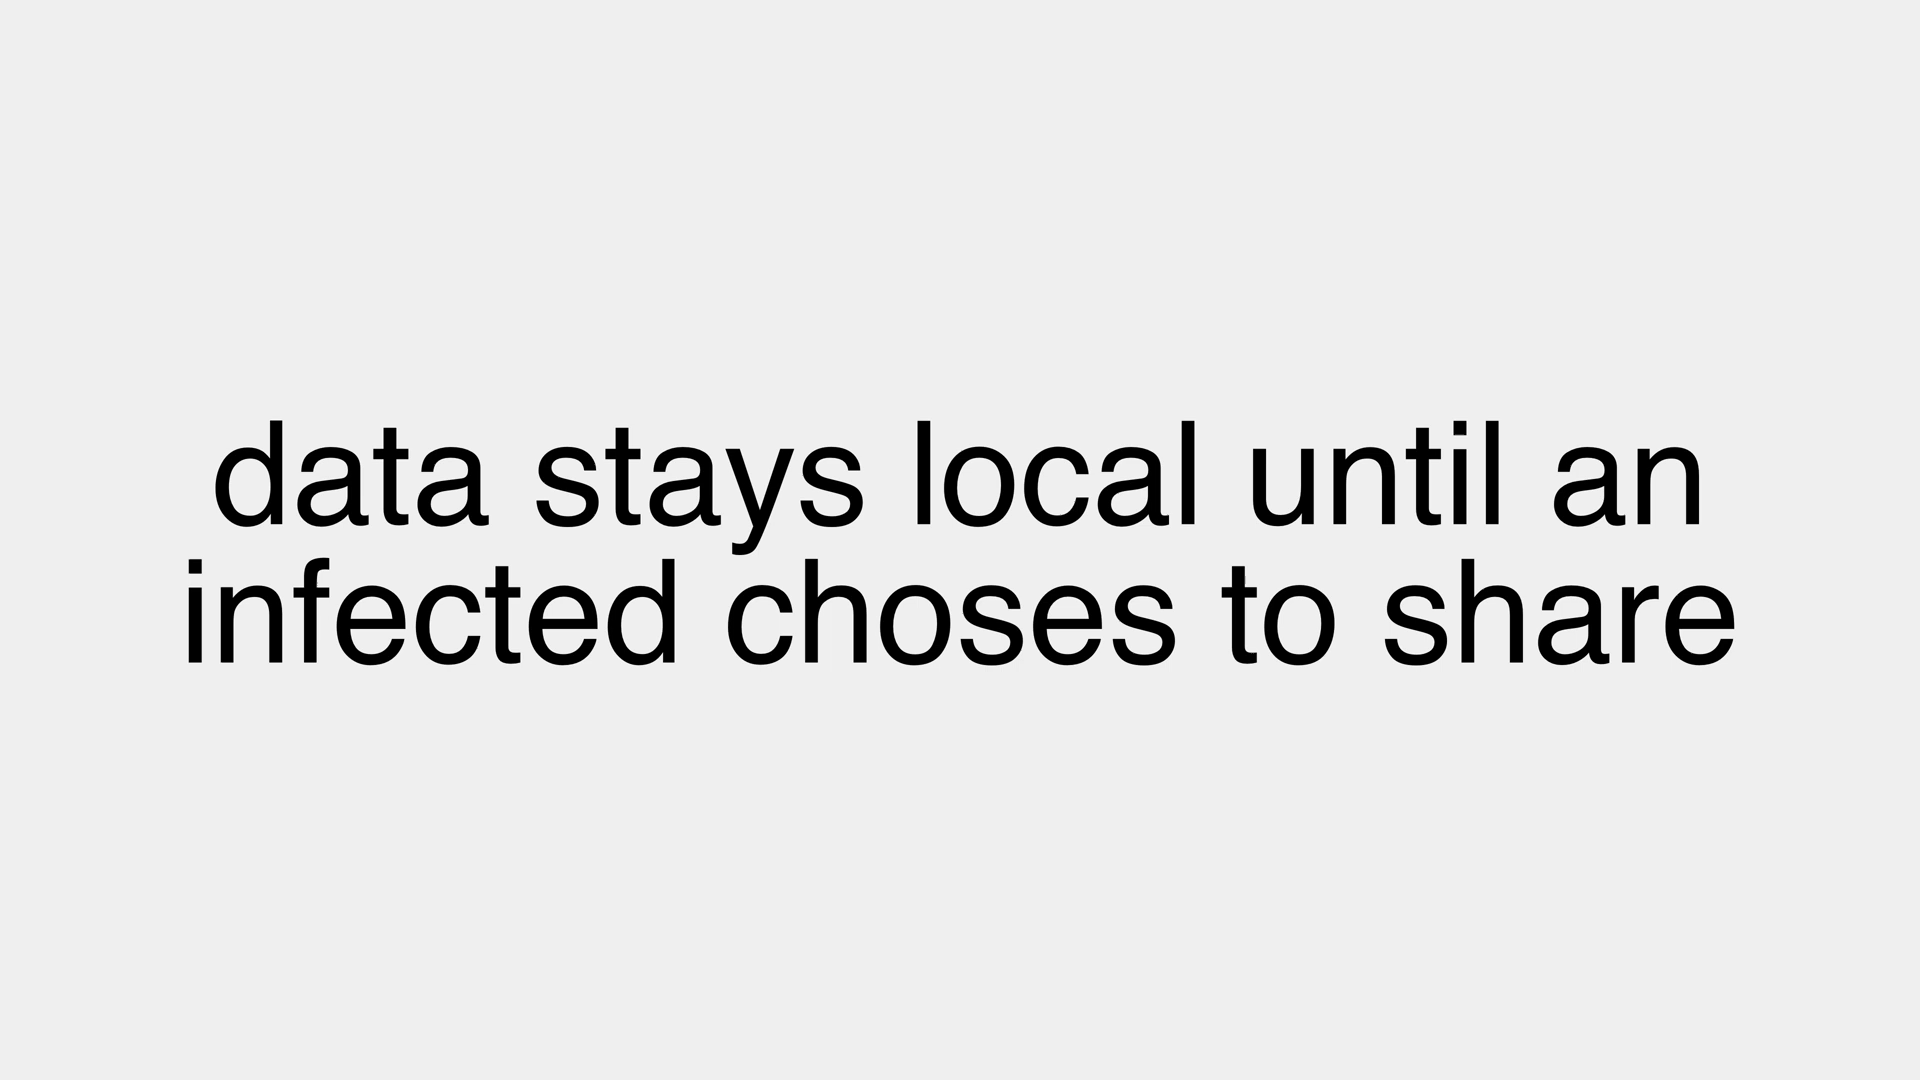 data stays local until an
infected choses to share